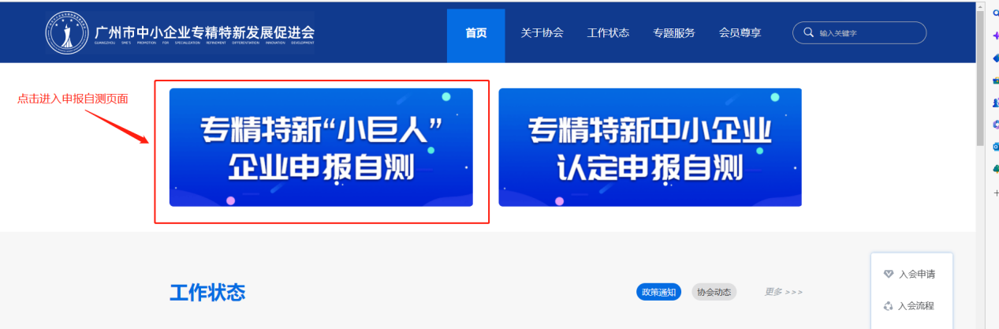 广州市中小企业专精特新发展促进会
GUANGZHOU SME'S PROMOTION FOR SPECIALIZATION REFINEMENT DIFFERENTIATION INNOVATION DEVELOPMENT
首页
关于协会
工作状态
专题服务
会员尊享
输入关键字
点击进入申报自测页面
专精特新“小巨人”
企业申报自测
专精特新中小企业
认定申报自测
工作状态
政策通知
协会动态
更多 >>>
入会申请
入会流程